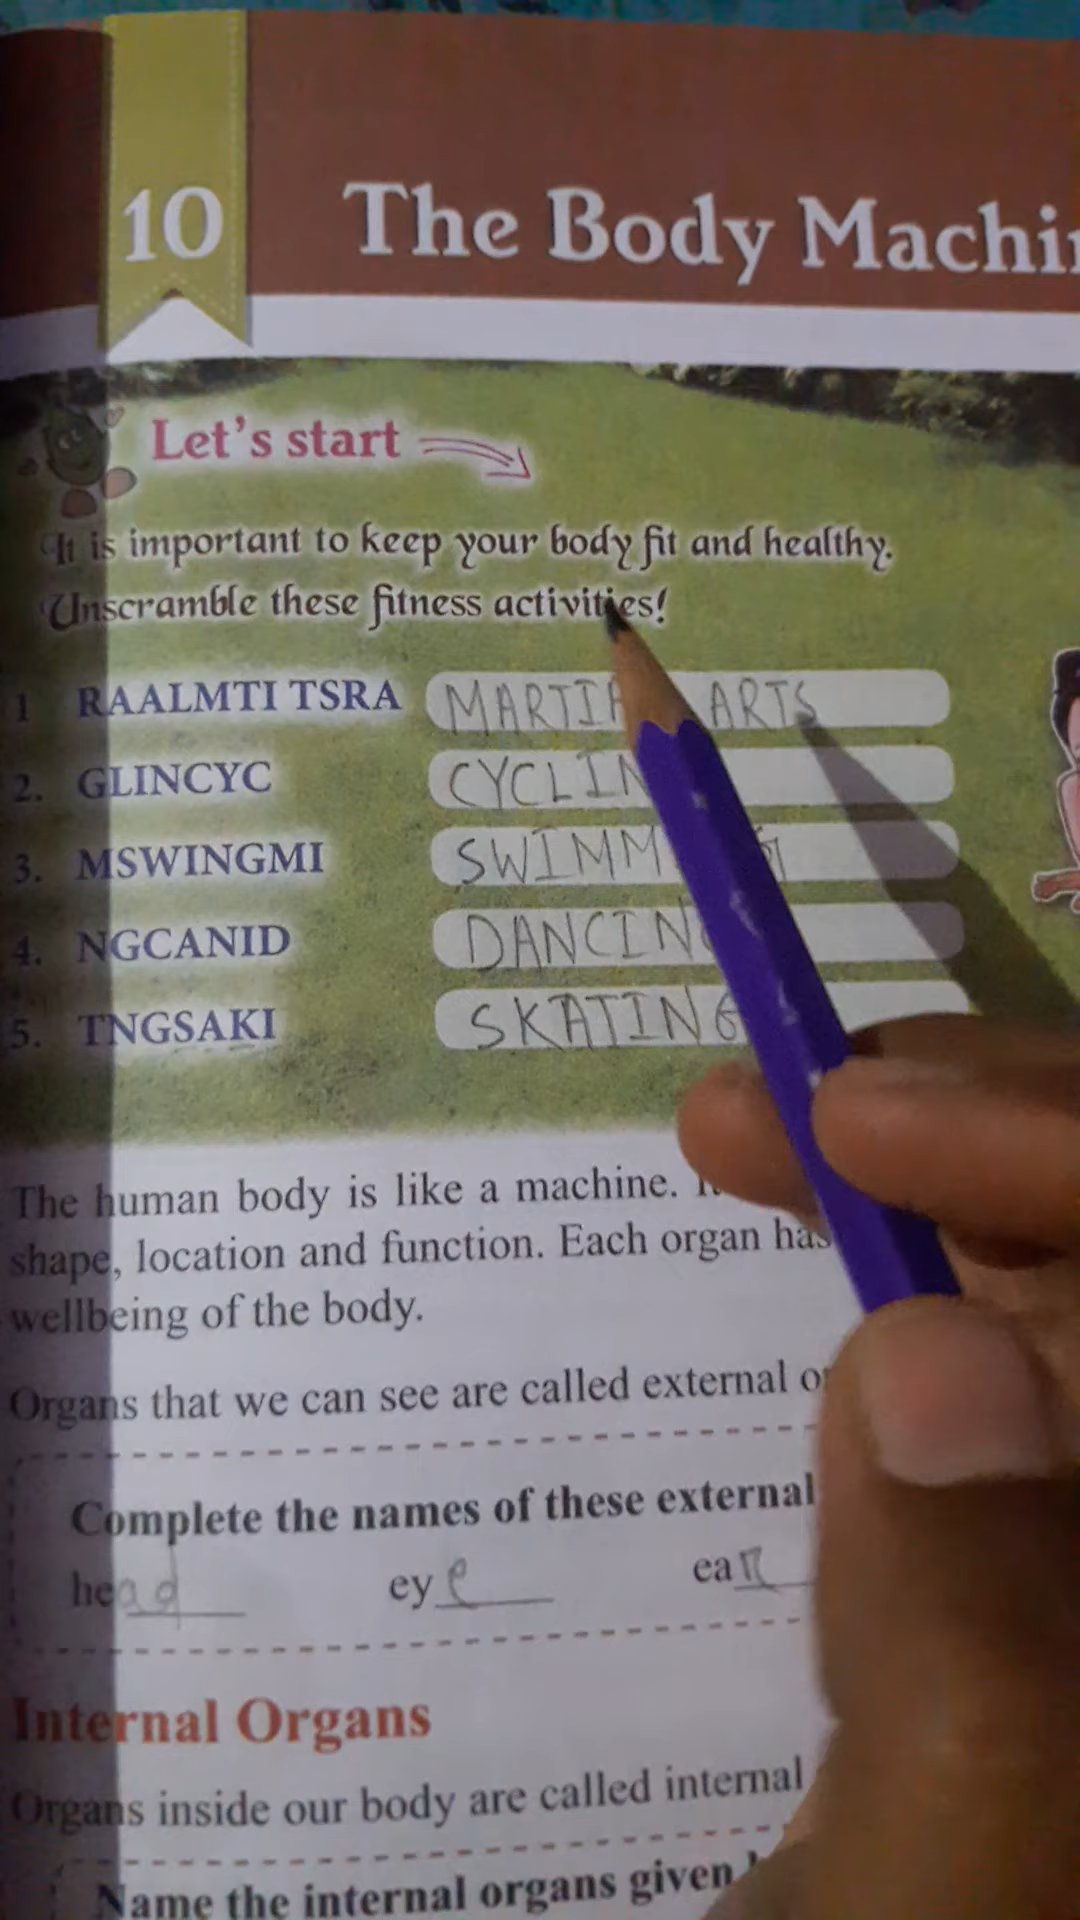 10 The Body Machin
Let's start
It is important to keep your body fit and healthy.
Unscramble these fitness activities!
1 RAALMTI TSRA MARTIA ARTS
2. GLINCYC CYCLIN
3. MSWINGMI SWIMM G
4. NGCANID DANCING
5. TNGSAKI SKATING
The human body is like a machine.
shape, location and function. Each organ has
wellbeing of the body.
Organs that we can see are called external
Complete the names of these external
head eye ear
Internal Organs
Organs inside our body are called internal
Name the internal organs given